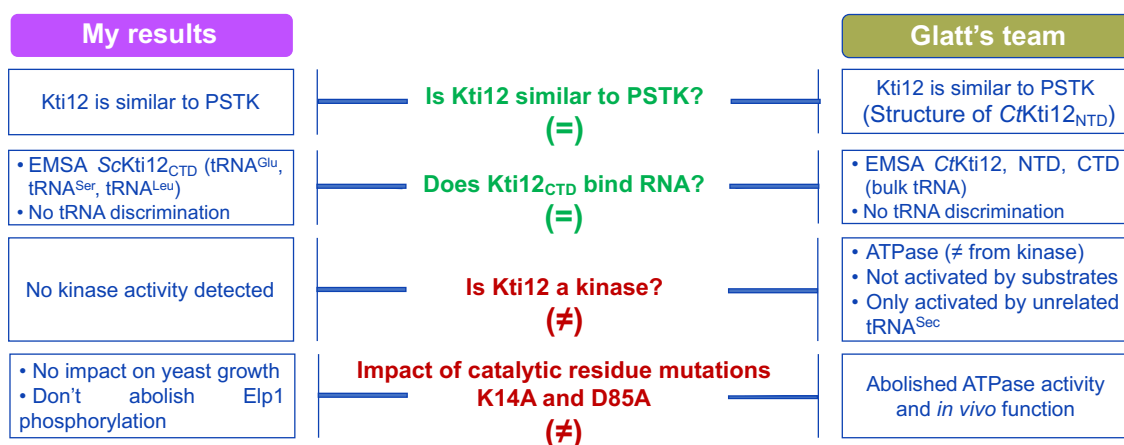 My results
Glatt's team
Kti12 is similar to PSTK
Is Kti12 similar to PSTK?
(=)
Kti12 is similar to PSTK
(Structure of CtKti12NTD)
• EMSA ScKti12CTD (tRNAGlu,
tRNASer, tRNALeu)
• No tRNA discrimination
Does Kti12CTD bind RNA?
(=)
• EMSA CtKti12, NTD, CTD
(bulk tRNA)
• No tRNA discrimination
No kinase activity detected
Is Kti12 a kinase?
(≠)
• ATPase (≠ from kinase)
• Not activated by substrates
• Only activated by unrelated
tRNASec
• No impact on yeast growth
• Don't abolish Elp1
phosphorylation
Impact of catalytic residue mutations
K14A and D85A
(≠)
Abolished ATPase activity
and in vivo function